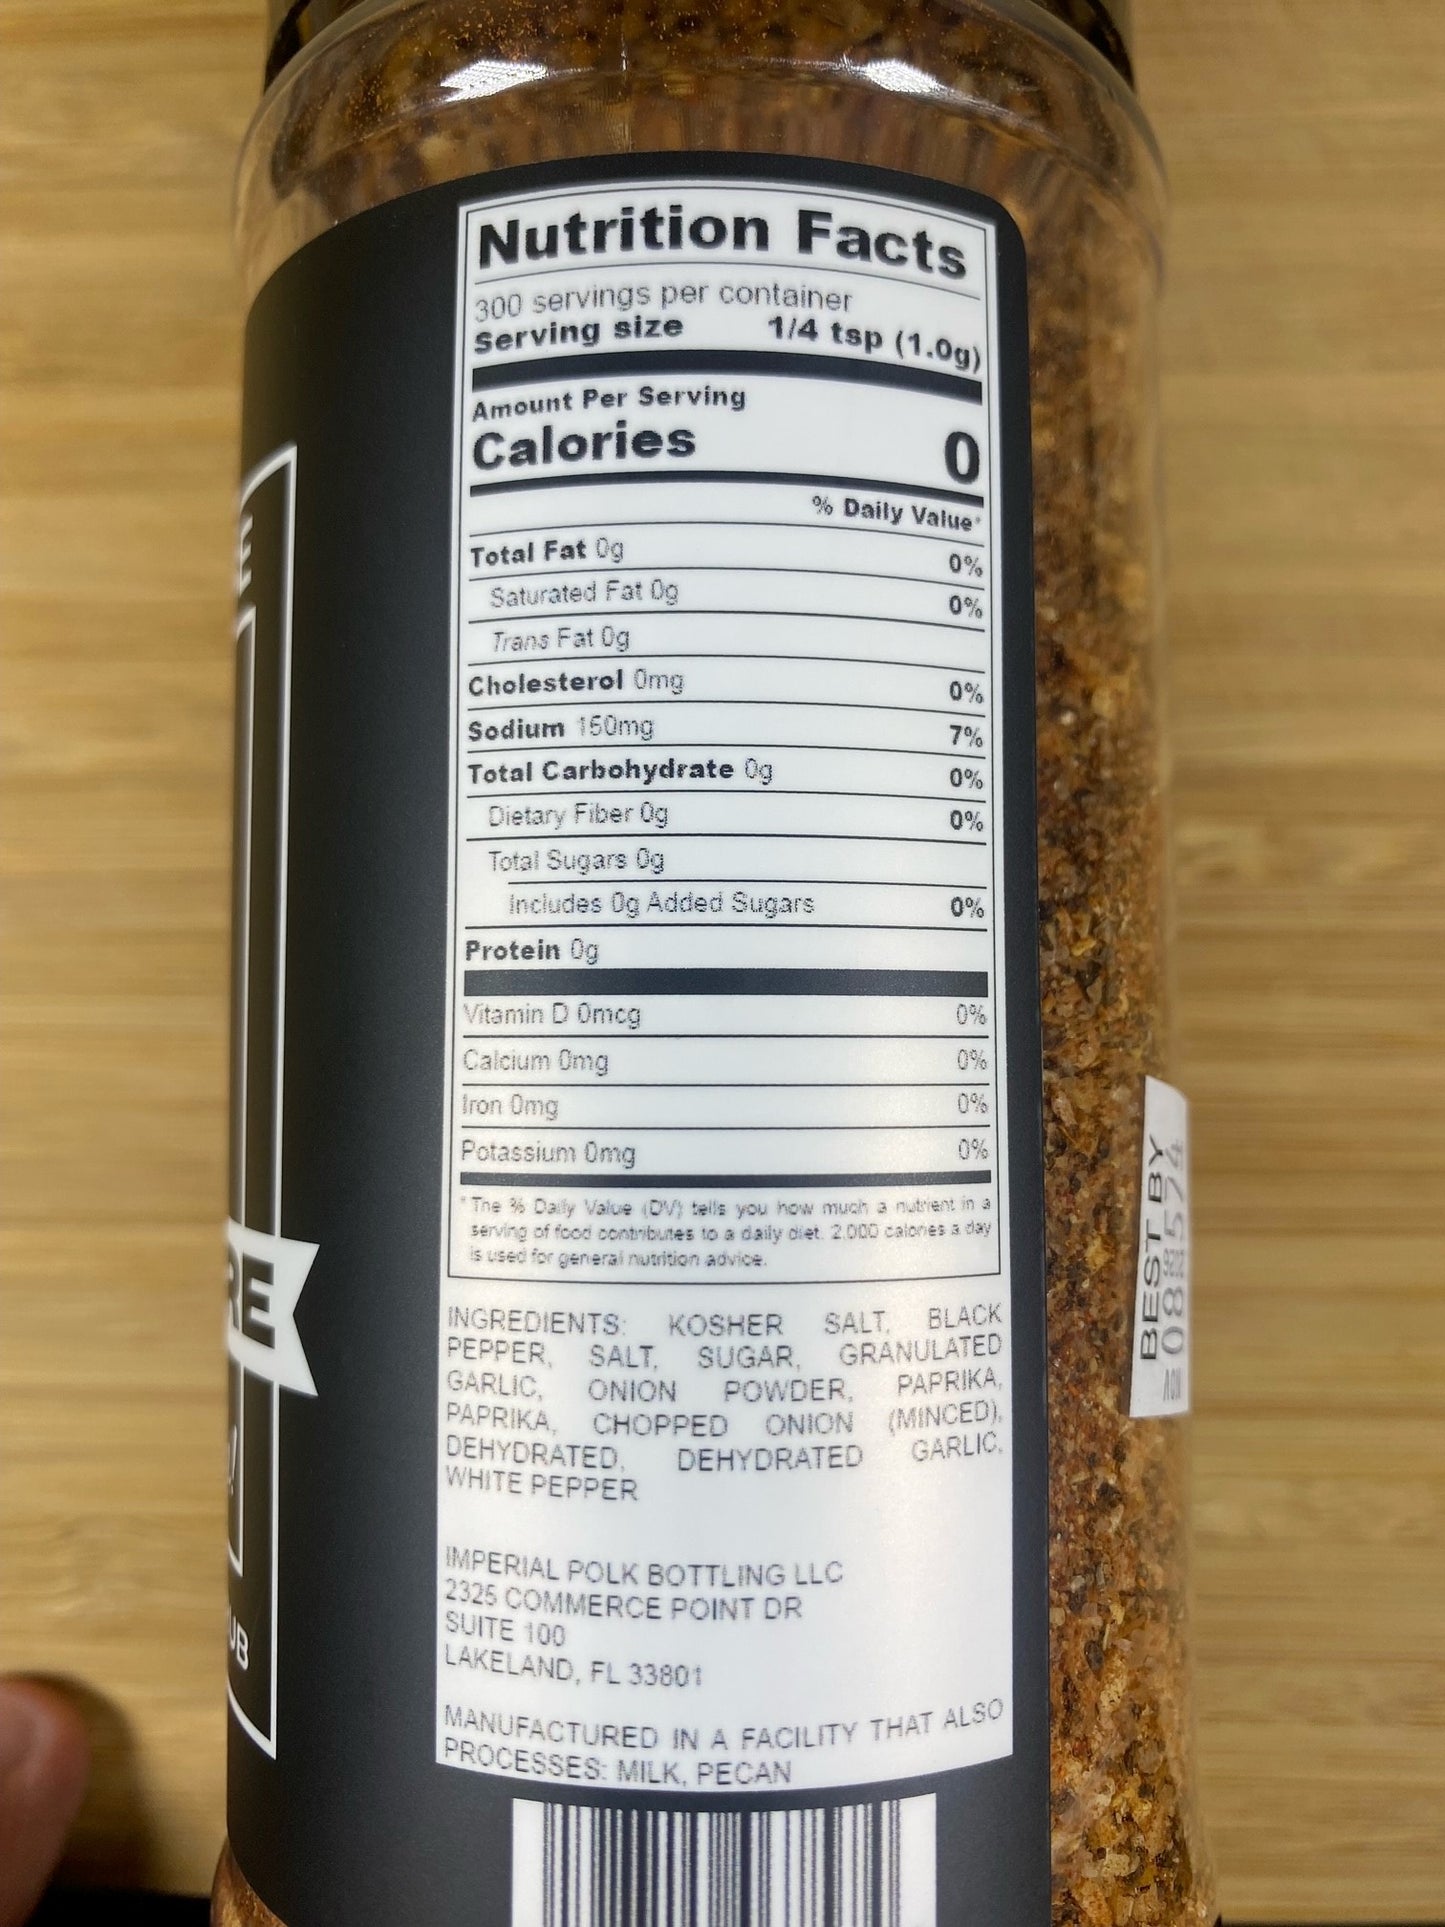 Nutrition Facts
300 servings per container
Serving size 1/4 tsp (1.0g)
Amount Per Serving
Calories 0
% Daily Value*
Total Fat 0g 0%
Saturated Fat 0g 0%
Trans Fat 0g
Cholesterol 0mg 0%
Sodium 150mg 7%
Total Carbohydrate 0g 0%
Dietary Fiber 0g 0%
Total Sugars 0g
Includes 0g Added Sugars 0%
Protein 0g
Vitamin D 0mcg 0%
Calcium 0mg 0%
Iron 0mg 0%
Potassium 0mg 0%
* The % Daily Value (DV) tells you how much a nutrient in a
serving of food contributes to a daily diet. 2,000 calories a day
is used for general nutrition advice.
INGREDIENTS: KOSHER SALT, BLACK
PEPPER, SALT, SUGAR, GRANULATED
GARLIC, ONION POWDER, PAPRIKA,
PAPRIKA, CHOPPED ONION (MINCED),
DEHYDRATED, DEHYDRATED GARLIC,
WHITE PEPPER
IMPERIAL POLK BOTTLING LLC
2325 COMMERCE POINT DR
SUITE 100
LAKELAND, FL 33801
MANUFACTURED IN A FACILITY THAT ALSO
PROCESSES: MILK, PECAN
E
RE
UB
BEST BY